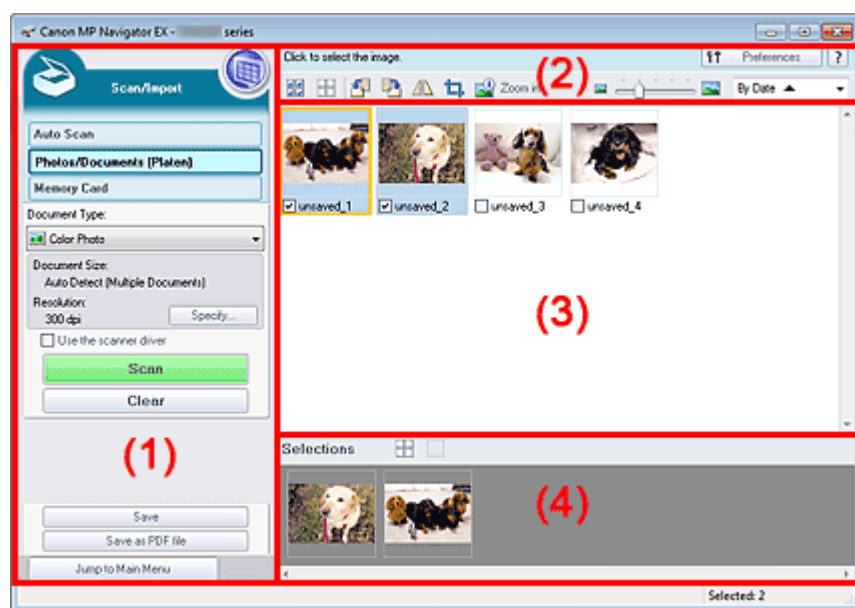 Canon MP Navigator EX - series
Scan/Import
Auto Scan
Photos/Documents (Platen)
Memory Card
Document Type:
Color Photo
Document Size:
Auto Detect (Multiple Documents)
Resolution:
300 dpi
Specify...
Use the scanner driver
Scan
Clear
(1)
Save
Save as PDF file
Jump to Main Menu
Click to select the image.
Preferences
?
Zoom in
(2)
By Date
unsaved_1
unsaved_2
unsaved_3
unsaved_4
(3)
Selections
(4)
Selected: 2